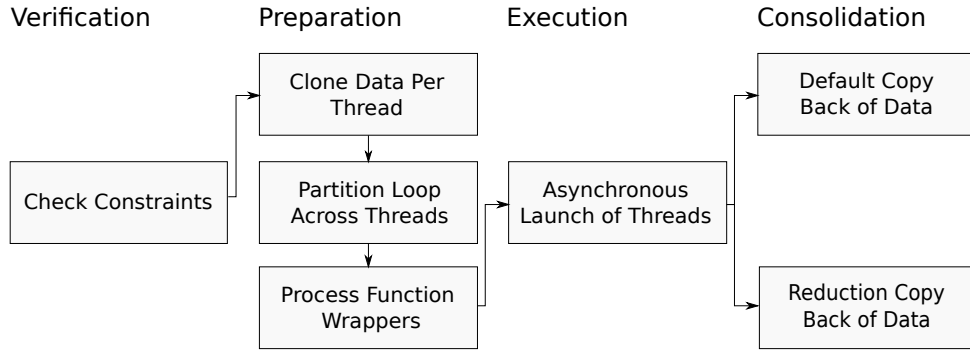 Verification
Preparation
Execution
Consolidation
Check Constraints
Clone Data Per
Thread
Partition Loop
Across Threads
Process Function
Wrappers
Asynchronous
Launch of Threads
Default Copy
Back of Data
Reduction Copy
Back of Data